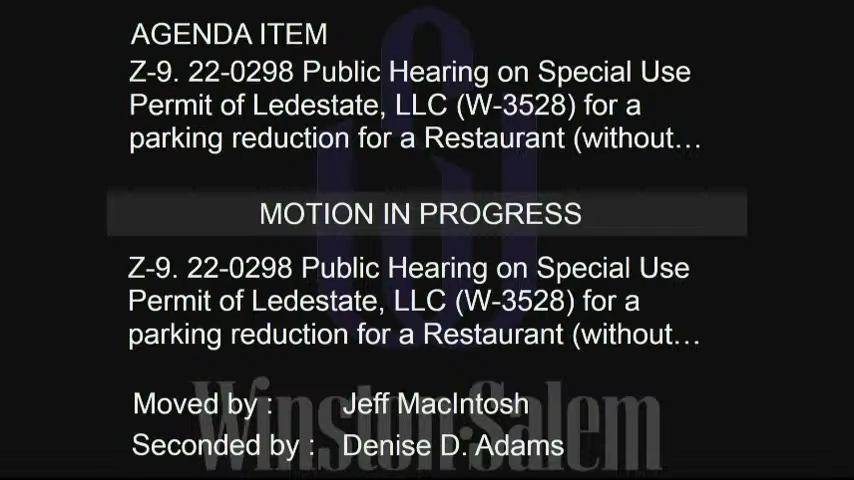 AGENDA ITEM
Z-9. 22-0298 Public Hearing on Special Use
Permit of Ledestate, LLC (W-3528) for a
parking reduction for a Restaurant (without…
MOTION IN PROGRESS
Z-9. 22-0298 Public Hearing on Special Use
Permit of Ledestate, LLC (W-3528) for a
parking reduction for a Restaurant (without…
Moved by : Jeff MacIntosh
Seconded by : Denise D. Adams
Winston-Salem